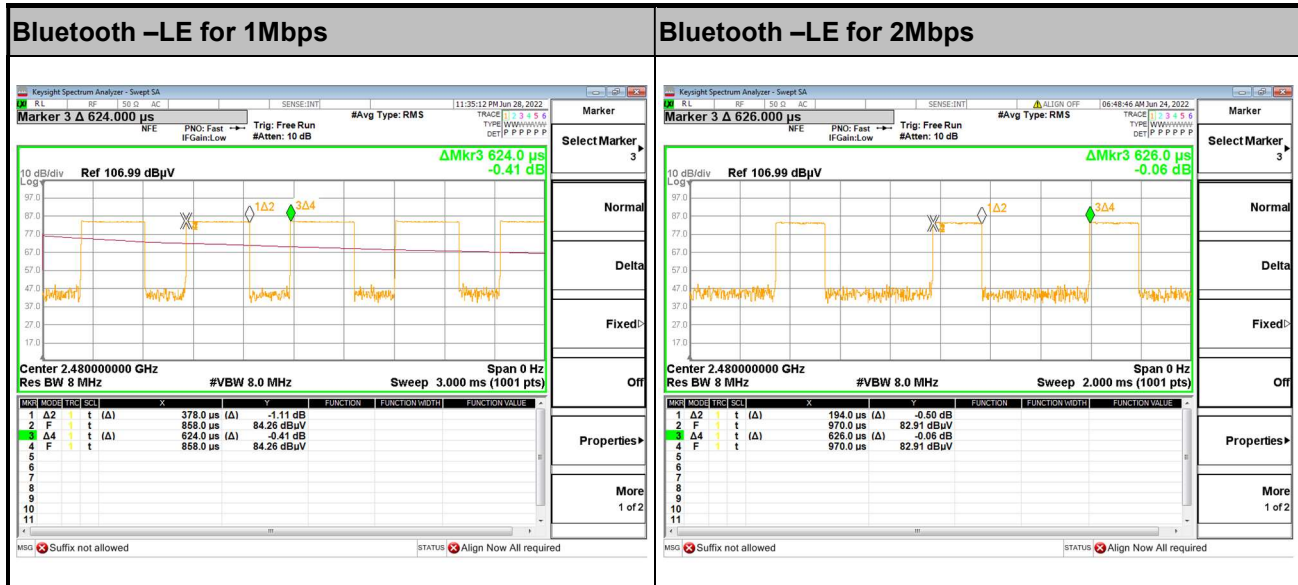 Bluetooth –LE for 1Mbps
Keysight Spectrum Analyzer - Swept SA
RL RF 50 Ω AC SENSE:INT 11:35:12 PM Jun 28, 2022
Marker 3 Δ 624.000 µs
#Avg Type: RMS
TRACE 1 2 3 4 5 6
NFE PNO: Fast Trig: Free Run
IFGain:Low #Atten: 10 dB
DET P P P P P P
ΔMkr3 624.0 µs
-0.41 dB
10 dB/div Ref 106.99 dBµV
Log
97.0
87.0
77.0
67.0
57.0
47.0
37.0
27.0
17.0
1Δ2
3Δ4
Center 2.480000000 GHz Span 0 Hz
Res BW 8 MHz #VBW 8.0 MHz Sweep 3.000 ms (1001 pts)
MKR MODE TRC SCL X Y FUNCTION FUNCTION WIDTH FUNCTION VALUE
1 Δ2 1 t (Δ) 378.0 µs (Δ) -1.11 dB
2 F 1 t 858.0 µs 84.26 dBµV
3 Δ4 1 t (Δ) 624.0 µs (Δ) -0.41 dB
4 F 1 t 858.0 µs 84.26 dBµV
5
6
7
8
9
10
11
MSG Suffix not allowed STATUS Align Now All required
Marker
Select Marker
3
Normal
Delta
Fixed
Off
Properties
More
1 of 2
Bluetooth –LE for 2Mbps
Keysight Spectrum Analyzer - Swept SA
RL RF 50 Ω AC SENSE:INT ALIGN OFF 06:48:46 AM Jun 24, 2022
Marker 3 Δ 626.000 µs
#Avg Type: RMS
TRACE 1 2 3 4 5 6
NFE PNO: Fast Trig: Free Run
IFGain:Low #Atten: 10 dB
DET P P P P P P
ΔMkr3 626.0 µs
-0.06 dB
10 dB/div Ref 106.99 dBµV
Log
97.0
87.0
77.0
67.0
57.0
47.0
37.0
27.0
17.0
1Δ2
3Δ4
Center 2.480000000 GHz Span 0 Hz
Res BW 8 MHz #VBW 8.0 MHz Sweep 2.000 ms (1001 pts)
MKR MODE TRC SCL X Y FUNCTION FUNCTION WIDTH FUNCTION VALUE
1 Δ2 1 t (Δ) 194.0 µs (Δ) -0.50 dB
2 F 1 t 970.0 µs 82.91 dBµV
3 Δ4 1 t (Δ) 626.0 µs (Δ) -0.06 dB
4 F 1 t 970.0 µs 82.91 dBµV
5
6
7
8
9
10
11
MSG Suffix not allowed STATUS Align Now All required
Marker
Select Marker
3
Normal
Delta
Fixed
Off
Properties
More
1 of 2